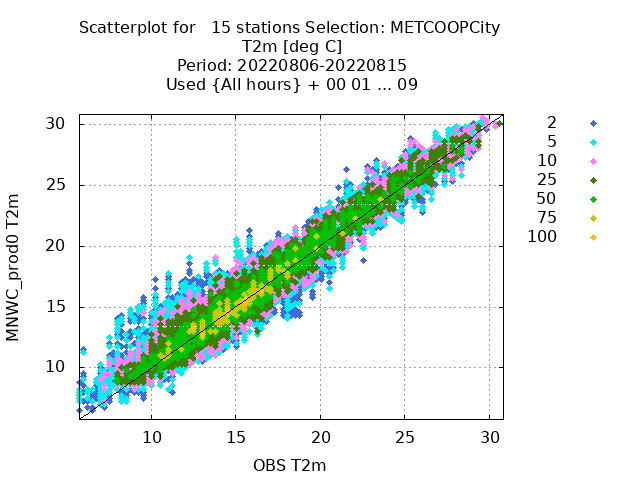 Scatterplot for   15 stations Selection: METCOOPCity
T2m [deg C]
Period: 20220806-20220815
Used {All hours} + 00 01 ... 09
30
25
20
15
10
MNWC_prod0 T2m
10 15 20 25 30
OBS T2m
2
5
10
25
50
75
100